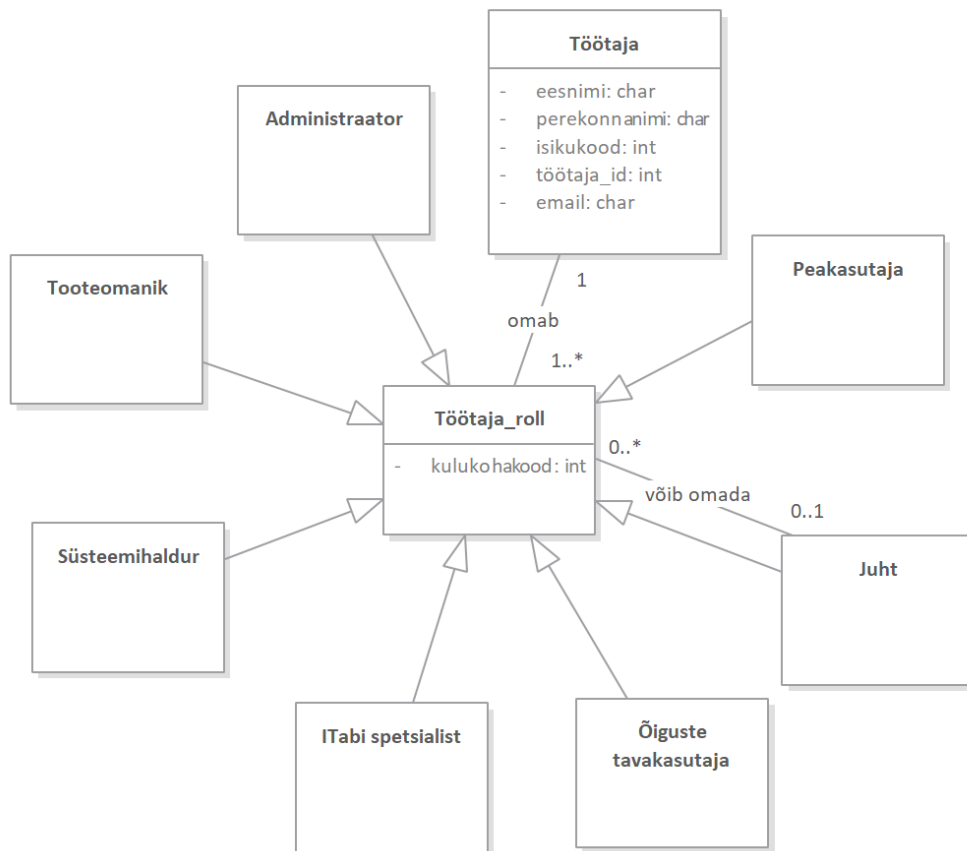 Töötaja
- eesnimi: char
- perekonnanimi: char
- isikukood: int
- töötaja_id: int
- email: char
Administraator
Tooteomanik
Peakasutaja
1
omab
1..*
Töötaja_roll
- kulukohakood: int
0..*
võib omada
0..1
Süsteemihaldur
Juht
ITabi spetsialist
Õiguste
tavakasutaja